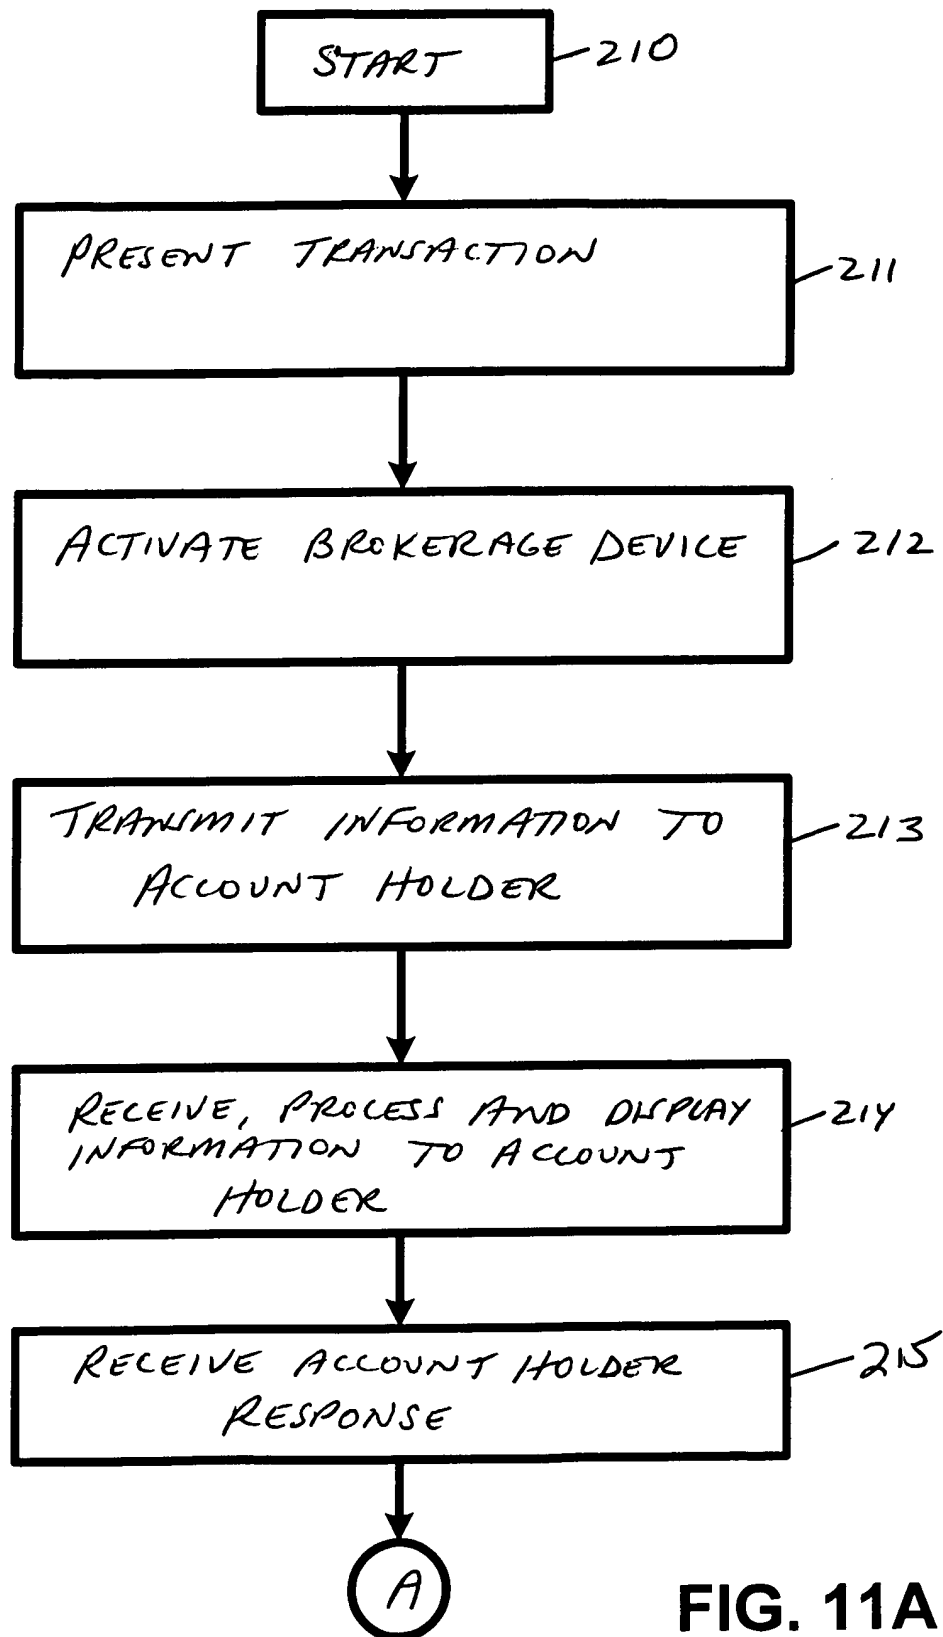 START
210
PRESENT TRANSACTION
211
ACTIVATE BROKERAGE DEVICE
212
TRANSMIT INFORMATION TO
213
ACCOUNT HOLDER
RECEIVE, PROCESS AND DISPLAY
214
INFORMATION TO ACCOUNT
HOLDER
RECEIVE ACCOUNT HOLDER
215
RESPONSE
A
FIG. 11A